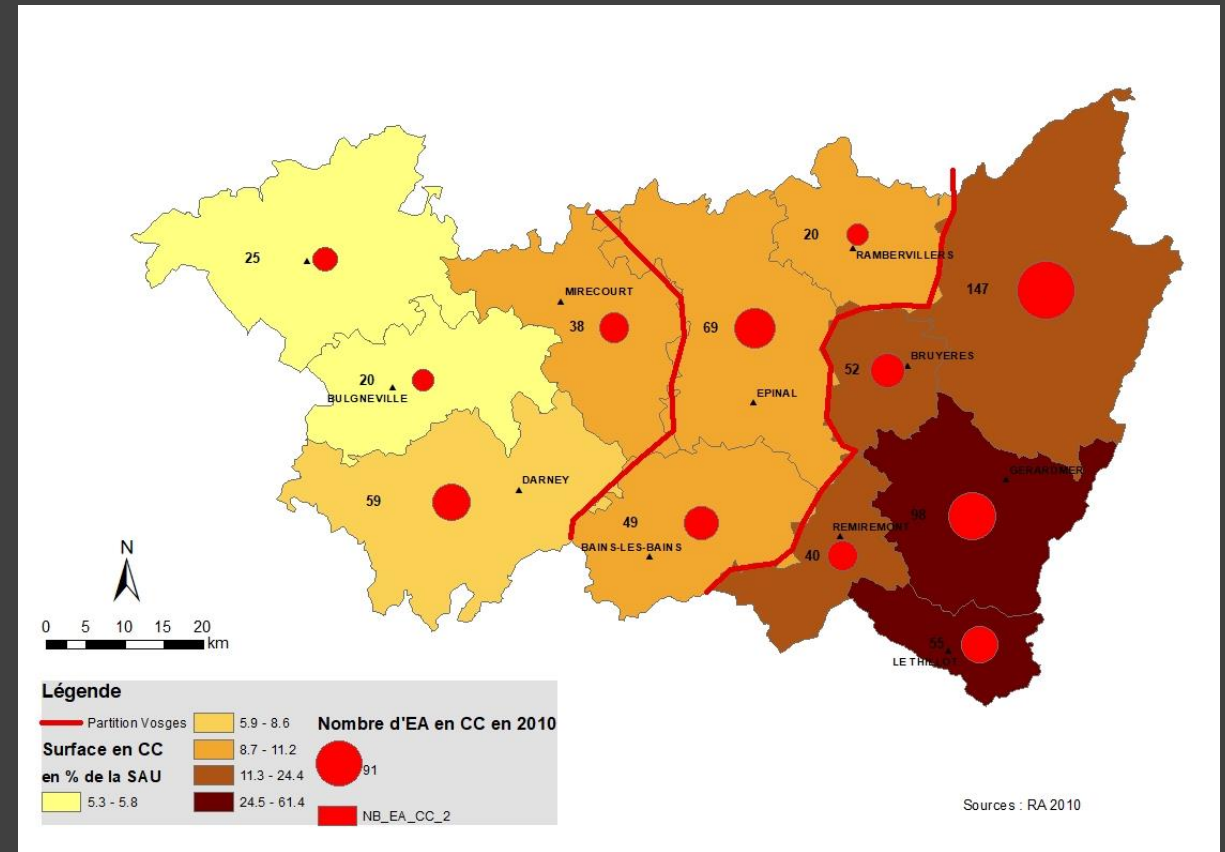 20
RAMBERVILLERS
25
147
MIRECOURT
38
69
52
BRUYERES
20
BULGNEVILLE
EPINAL
GERARDMER
DARNEY
59
49
98
REMIREMONT
BAINS-LES-BAINS
40
N
0 5 10 15 20
km
55
LE THILLOT
Légende
Partition Vosges
Surface en CC
en % de la SAU
5.3 - 5.8
5.9 - 8.6
8.7 - 11.2
11.3 - 24.4
24.5 - 61.4
Nombre d'EA en CC en 2010
91
NB_EA_CC_2
Sources : RA 2010